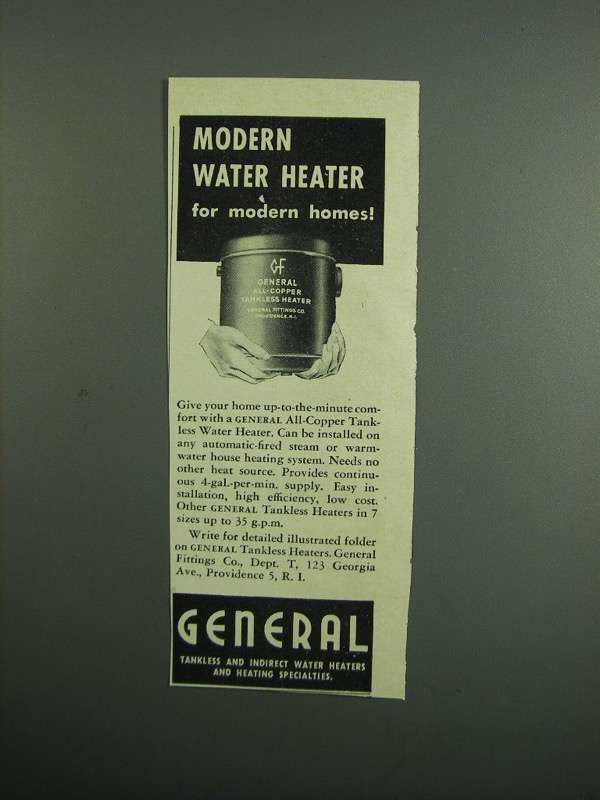 MODERN
WATER HEATER
for modern homes!
GF
GENERAL
ALL-COPPER
TANKLESS HEATER
GENERAL FITTINGS CO.
PROVIDENCE, R.I.
Give your home up-to-the-minute com-
fort with a GENERAL All-Copper Tank-
less Water Heater. Can be installed on
any automatic-fired steam or warm-
water house heating system. Needs no
other heat source. Provides continu-
ous 4-gal.-per-min. supply. Easy in-
stallation, high efficiency, low cost.
Other GENERAL Tankless Heaters in 7
sizes up to 35 g.p.m.
Write for detailed illustrated folder
on GENERAL Tankless Heaters. General
Fittings Co., Dept. T, 123 Georgia
Ave., Providence 5, R. I.
GENERAL
TANKLESS AND INDIRECT WATER HEATERS
AND HEATING SPECIALTIES.